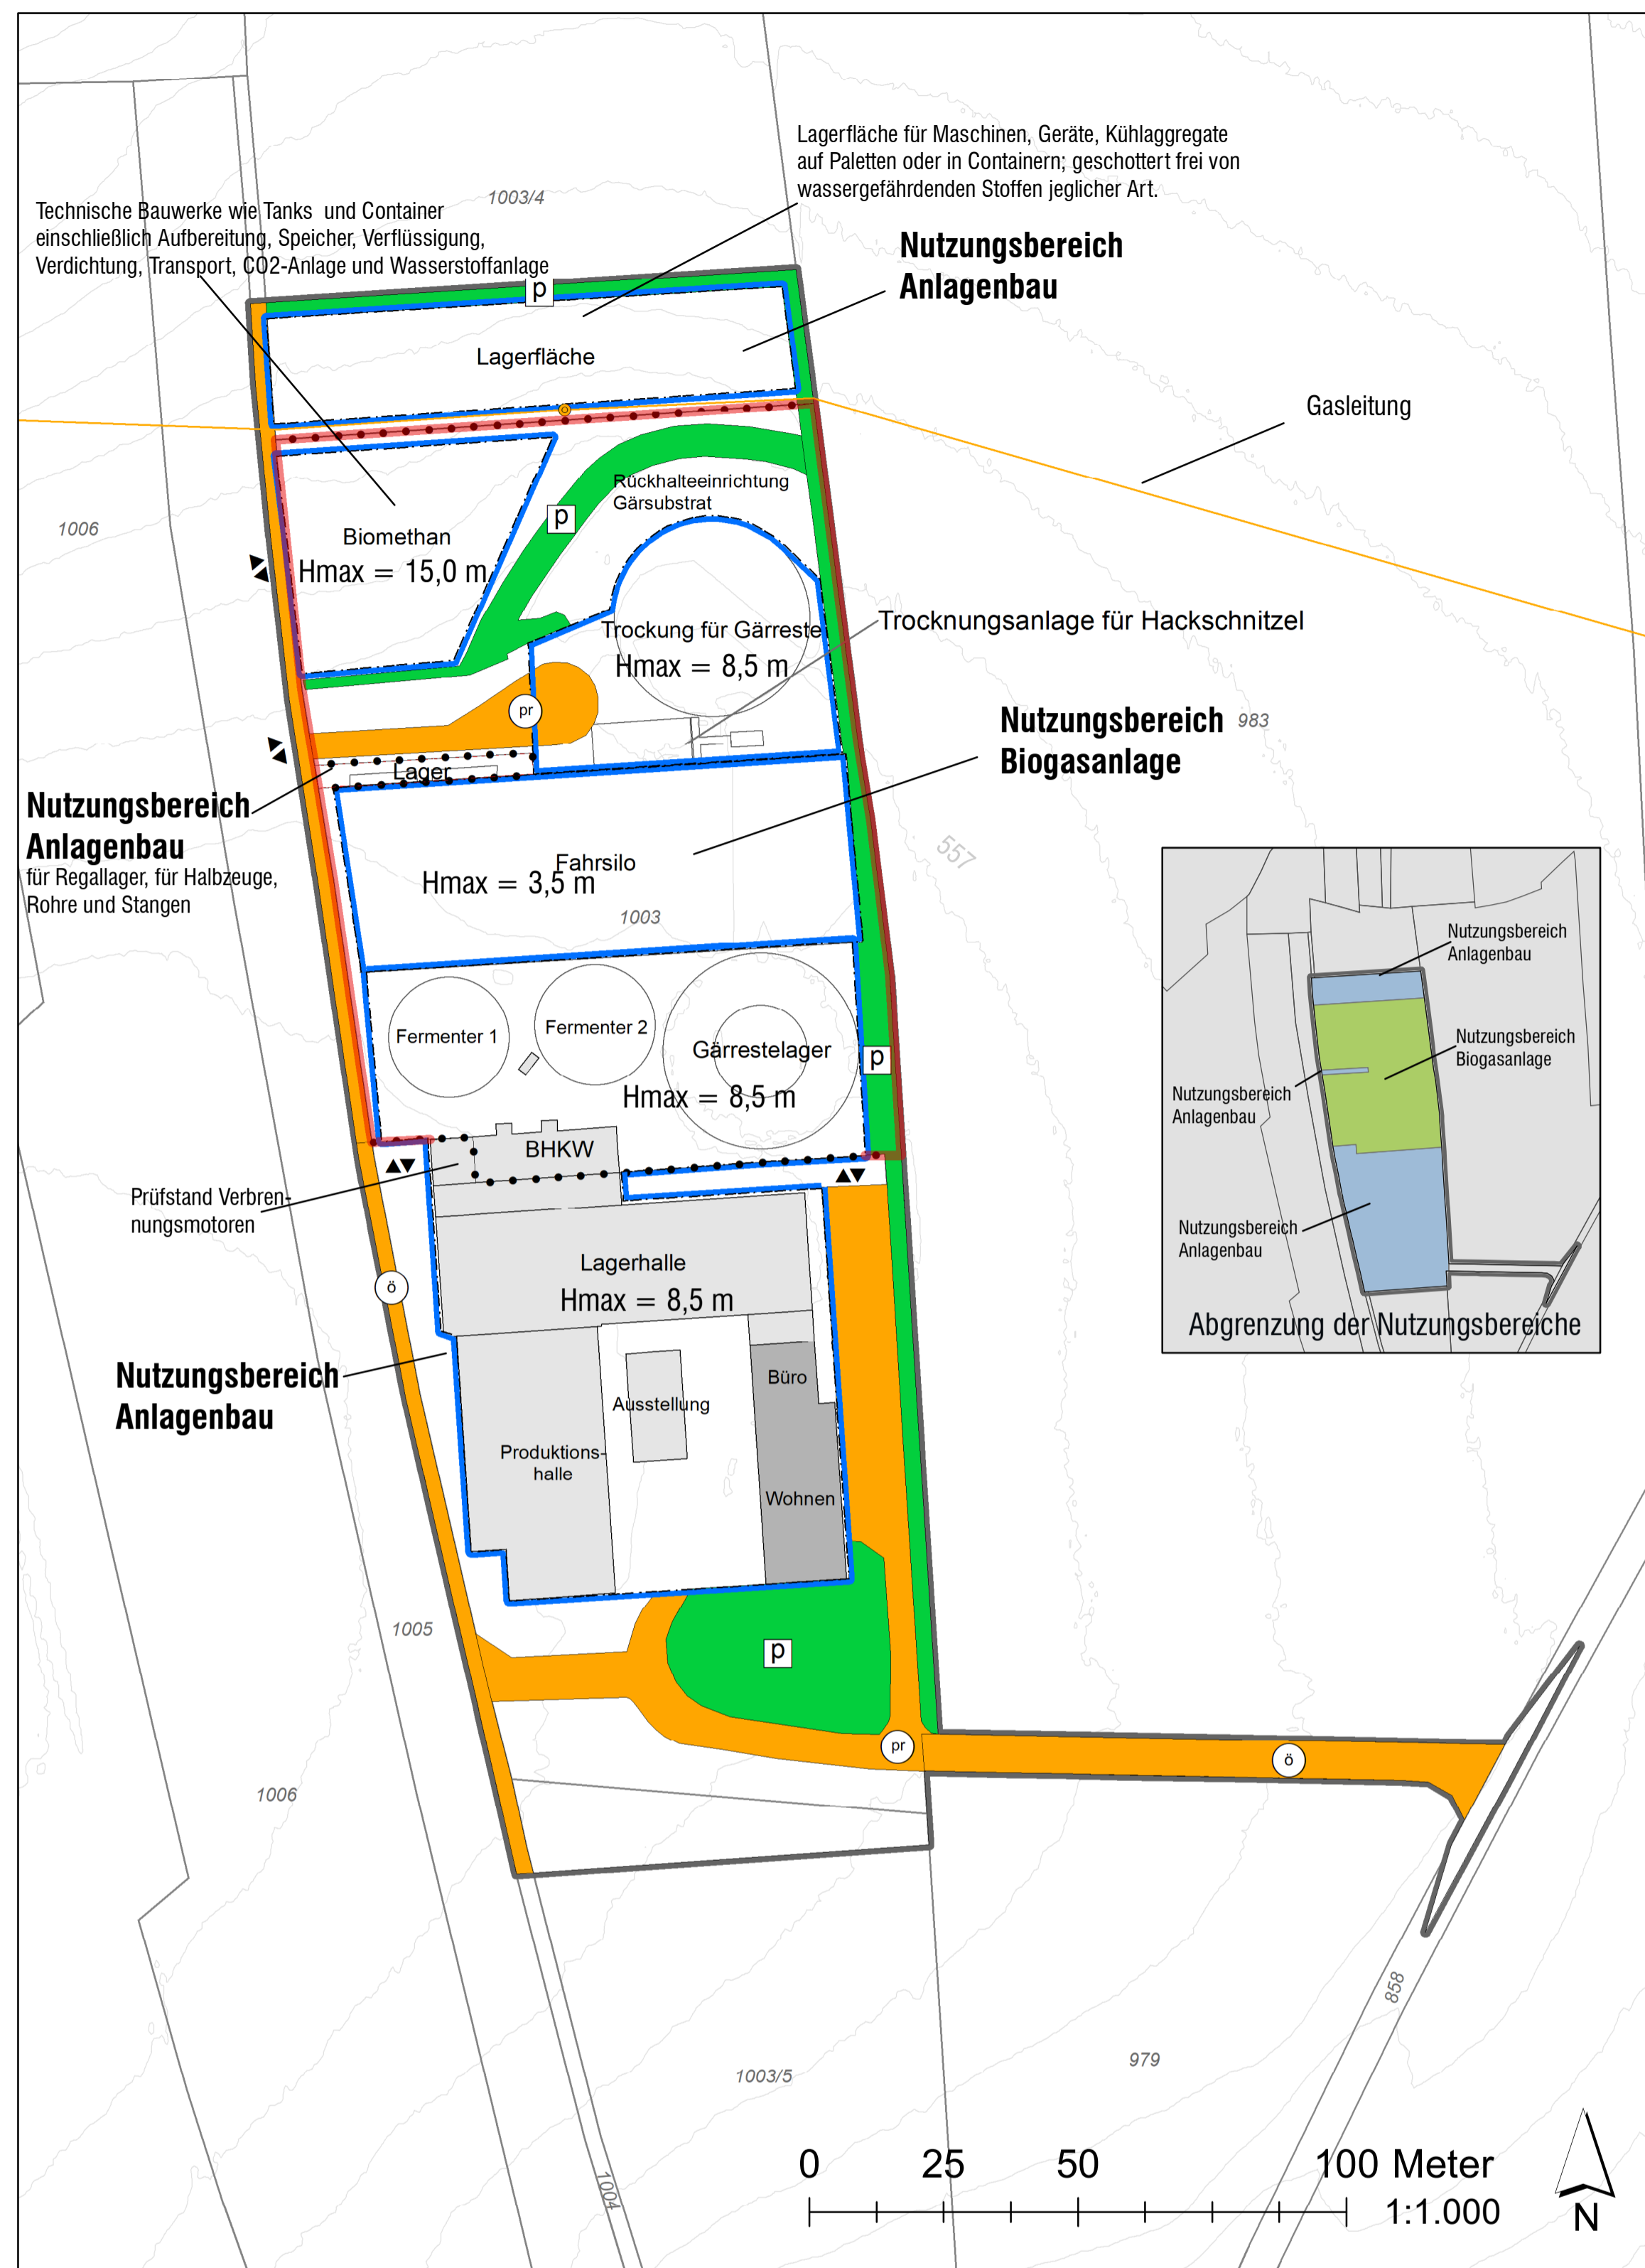 Lagerfläche für Maschinen, Geräte, Kühlaggregate
auf Paletten oder in Containern; geschottert frei von
wassergefährdenden Stoffen jeglicher Art.
1003/4
Technische Bauwerke wie Tanks und Container
einschließlich Aufbereitung, Speicher, Verflüssigung,
Verdichtung, Transport, CO2-Anlage und Wasserstoffanlage
Nutzungsbereich
Anlagenbau
p
Lagerfläche
Gasleitung
Rückhalteeinrichtung
Gärsubstrat
p
1006
Biomethan
Hmax = 15,0 m
Trockung für Gärreste
Hmax = 8,5 m
Trocknungsanlage für Hackschnitzel
pr
Nutzungsbereich
Biogasanlage
983
Lager
Nutzungsbereich
Anlagenbau
für Regallager, für Halbzeuge,
Rohre und Stangen
Fahrsilo
Hmax = 3,5 m
1003
557
Fermenter 1
Fermenter 2
Gärrestelager
Hmax = 8,5 m
p
Nutzungsbereich
Anlagenbau
Nutzungsbereich
Biogasanlage
Nutzungsbereich
Anlagenbau
Nutzungsbereich
Anlagenbau
Abgrenzung der Nutzungsbereiche
BHKW
Prüfstand Verbren-
nungsmotoren
Lagerhalle
Hmax = 8,5 m
ö
Nutzungsbereich
Anlagenbau
Büro
Ausstellung
Produktions-
halle
Wohnen
1005
p
pr
ö
1006
858
979
1003/5
1004
0 25 50 100 Meter
1:1.000
N